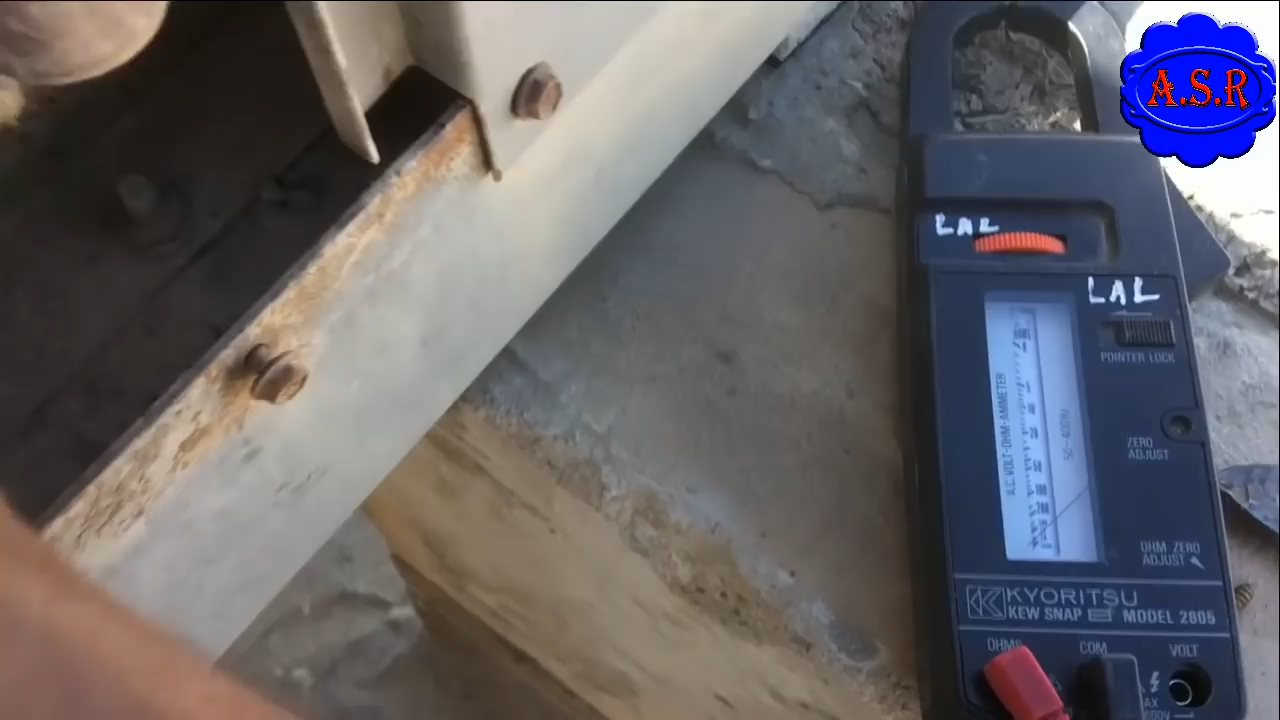 A.S.R
LAL
LAL
POINTER LOCK
A.C. VOLT-OHM-AMMETER
50-400Hz
ZERO
ADJUST
OHM ZERO
ADJUST
KYORITSU
KEW SNAP MODEL 2805
OHMS COM VOLT
600V